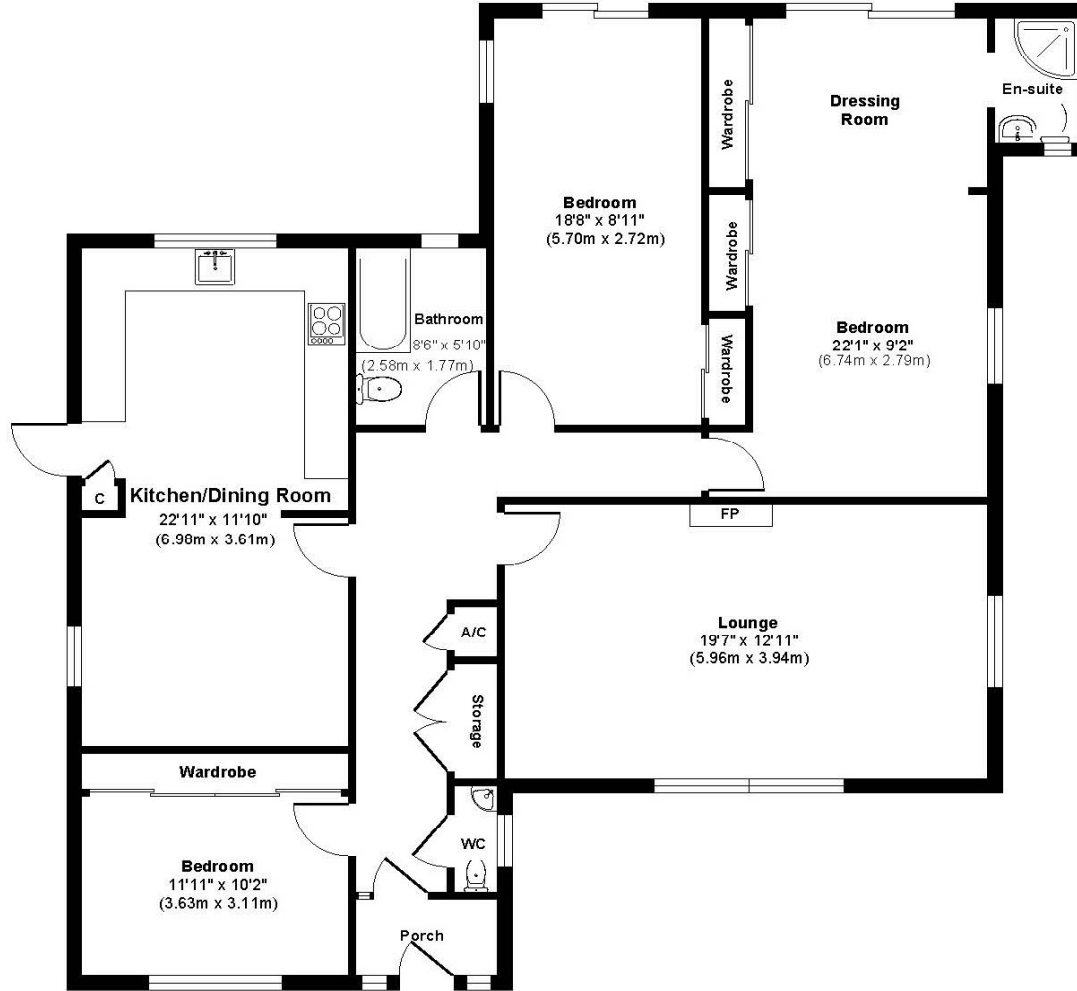 Wardrobe
Dressing
Room
En-suite
Bedroom
18'8" x 8'11"
(5.70m x 2.72m)
Wardrobe
Bathroom
8'6" x 5'10"
(2.58m x 1.77m)
Bedroom
22'1" x 9'2"
(6.74m x 2.79m)
Wardrobe
C
Kitchen/Dining Room
22'11" x 11'10"
(6.98m x 3.61m)
FP
A/C
Lounge
19'7" x 12'11"
(5.96m x 3.94m)
Storage
Wardrobe
WC
Bedroom
11'11" x 10'2"
(3.63m x 3.11m)
Porch